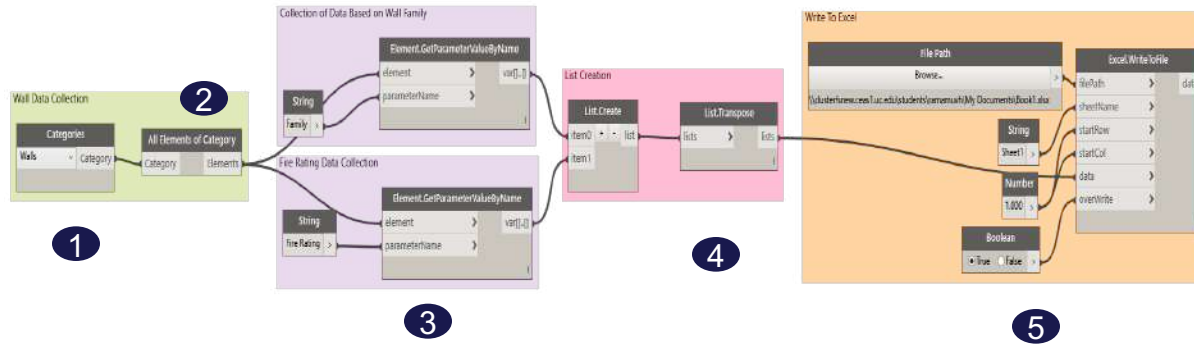 Wall Data Collection
Categories
Walls
Category
1
2
All Elements of Category
Category
Elements
Collection of Data Based on Wall Family
Element.GetParameterValueByName
element
parameterName
var[]..[]
String
Family
Fire Rating Data Collection
Element.GetParameterValueByName
element
parameterName
var[]..[]
String
Fire Rating
3
List Creation
List.Create
item0 + - list
item1
List.Transpose
lists
lists
4
Write To Excel
File Path
Browse...
String
Sheet1
Number
1.000
Boolean
True False
Excel.WriteToFile
filePath
data
sheetName
startRow
startCol
data
overWrite
5